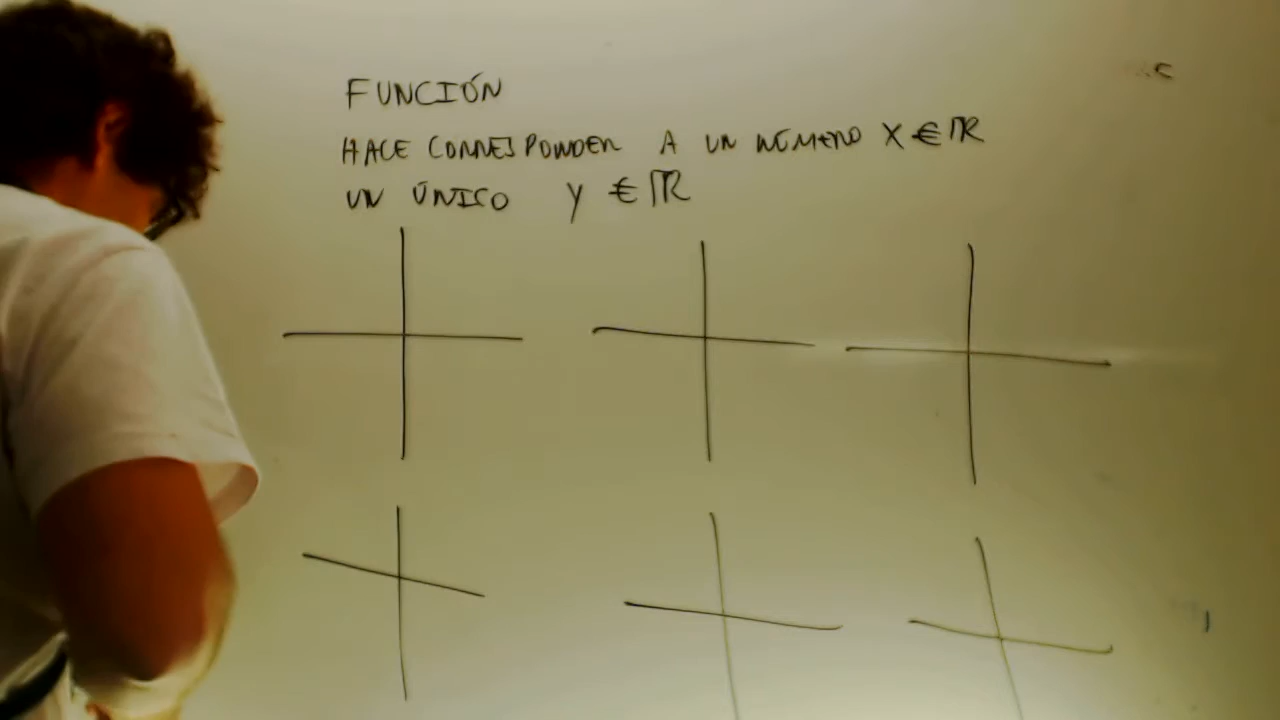 FUNCIÓN
HACE CORRESPONDER A UN NÚMERO X ∈ ℝ
UN ÚNICO Y ∈ ℝ